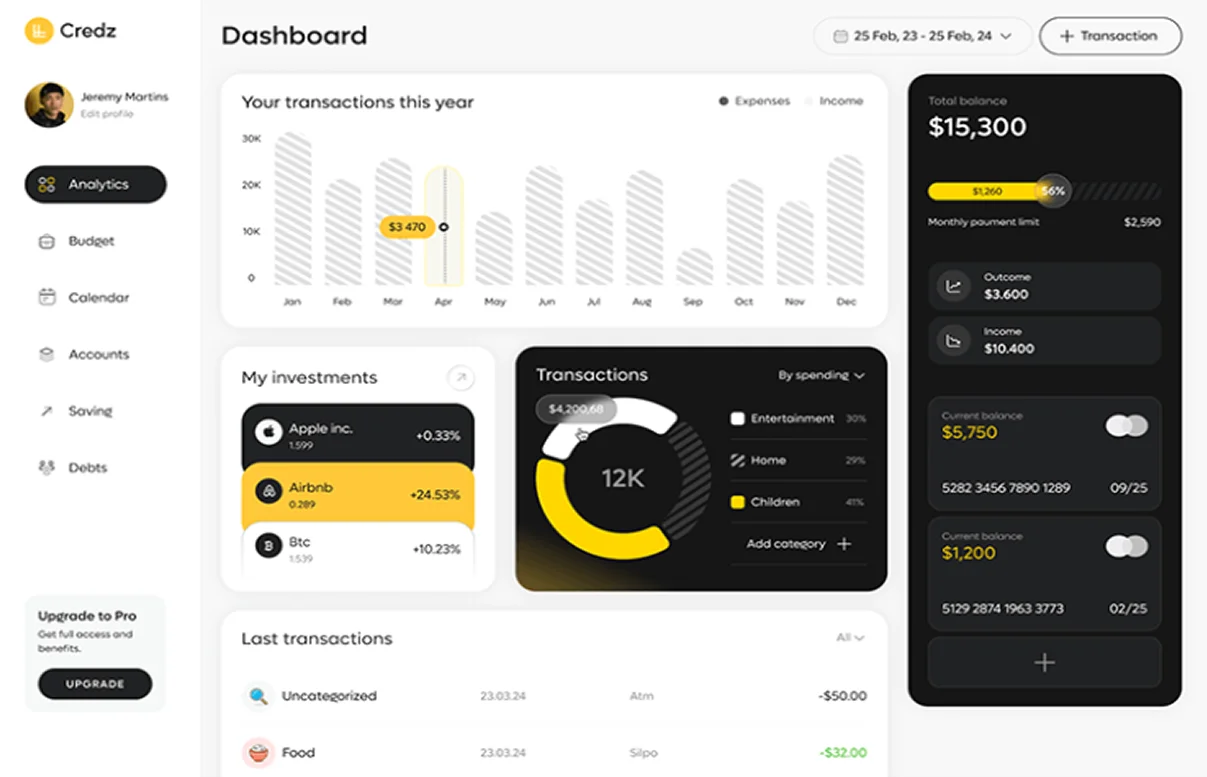 Credz
Jeremy Martins
Edit profile
Analytics
Budget
Calendar
Accounts
Saving
Debts
Upgrade to Pro
Get full access and
benefits.
UPGRADE
Dashboard
25 Feb, 23 - 25 Feb, 24
+ Transaction
Your transactions this year
Expenses Income
30K
20K
10K
0
$3 470
Jan Feb Mar Apr May Jun Jul Aug Sep Oct Nov Dec
My investments
Apple inc.
1.599
+0.33%
Airbnb
0.289
+24.53%
Btc
1.539
+10.23%
Transactions
By spending
$4,200,68
12K
Entertainment 30%
Home 29%
Children 41%
Add category +
Last transactions
All
Uncategorized 23.03.24 Atm -$50.00
Food 23.03.24 Silpo -$32.00
Total balance
$15,300
$1,260
56%
Monthly paument limit $2,590
Outcome
$3.600
Income
$10.400
Current balance
$5,750
5282 3456 7890 1289 09/25
Current balance
$1,200
5129 2874 1963 3773 02/25
+